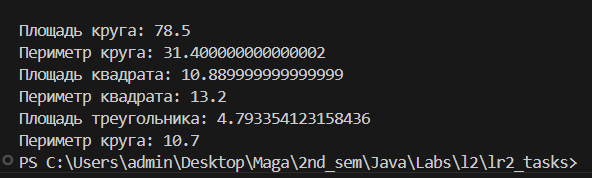 Площадь круга: 78.5
Периметр круга: 31.400000000000002
Площадь квадрата: 10.889999999999999
Периметр квадрата: 13.2
Площадь треугольника: 4.793354123158436
Периметр круга: 10.7
PS C:\Users\admin\Desktop\Maga\2nd_sem\Java\Labs\l2\lr2_tasks>